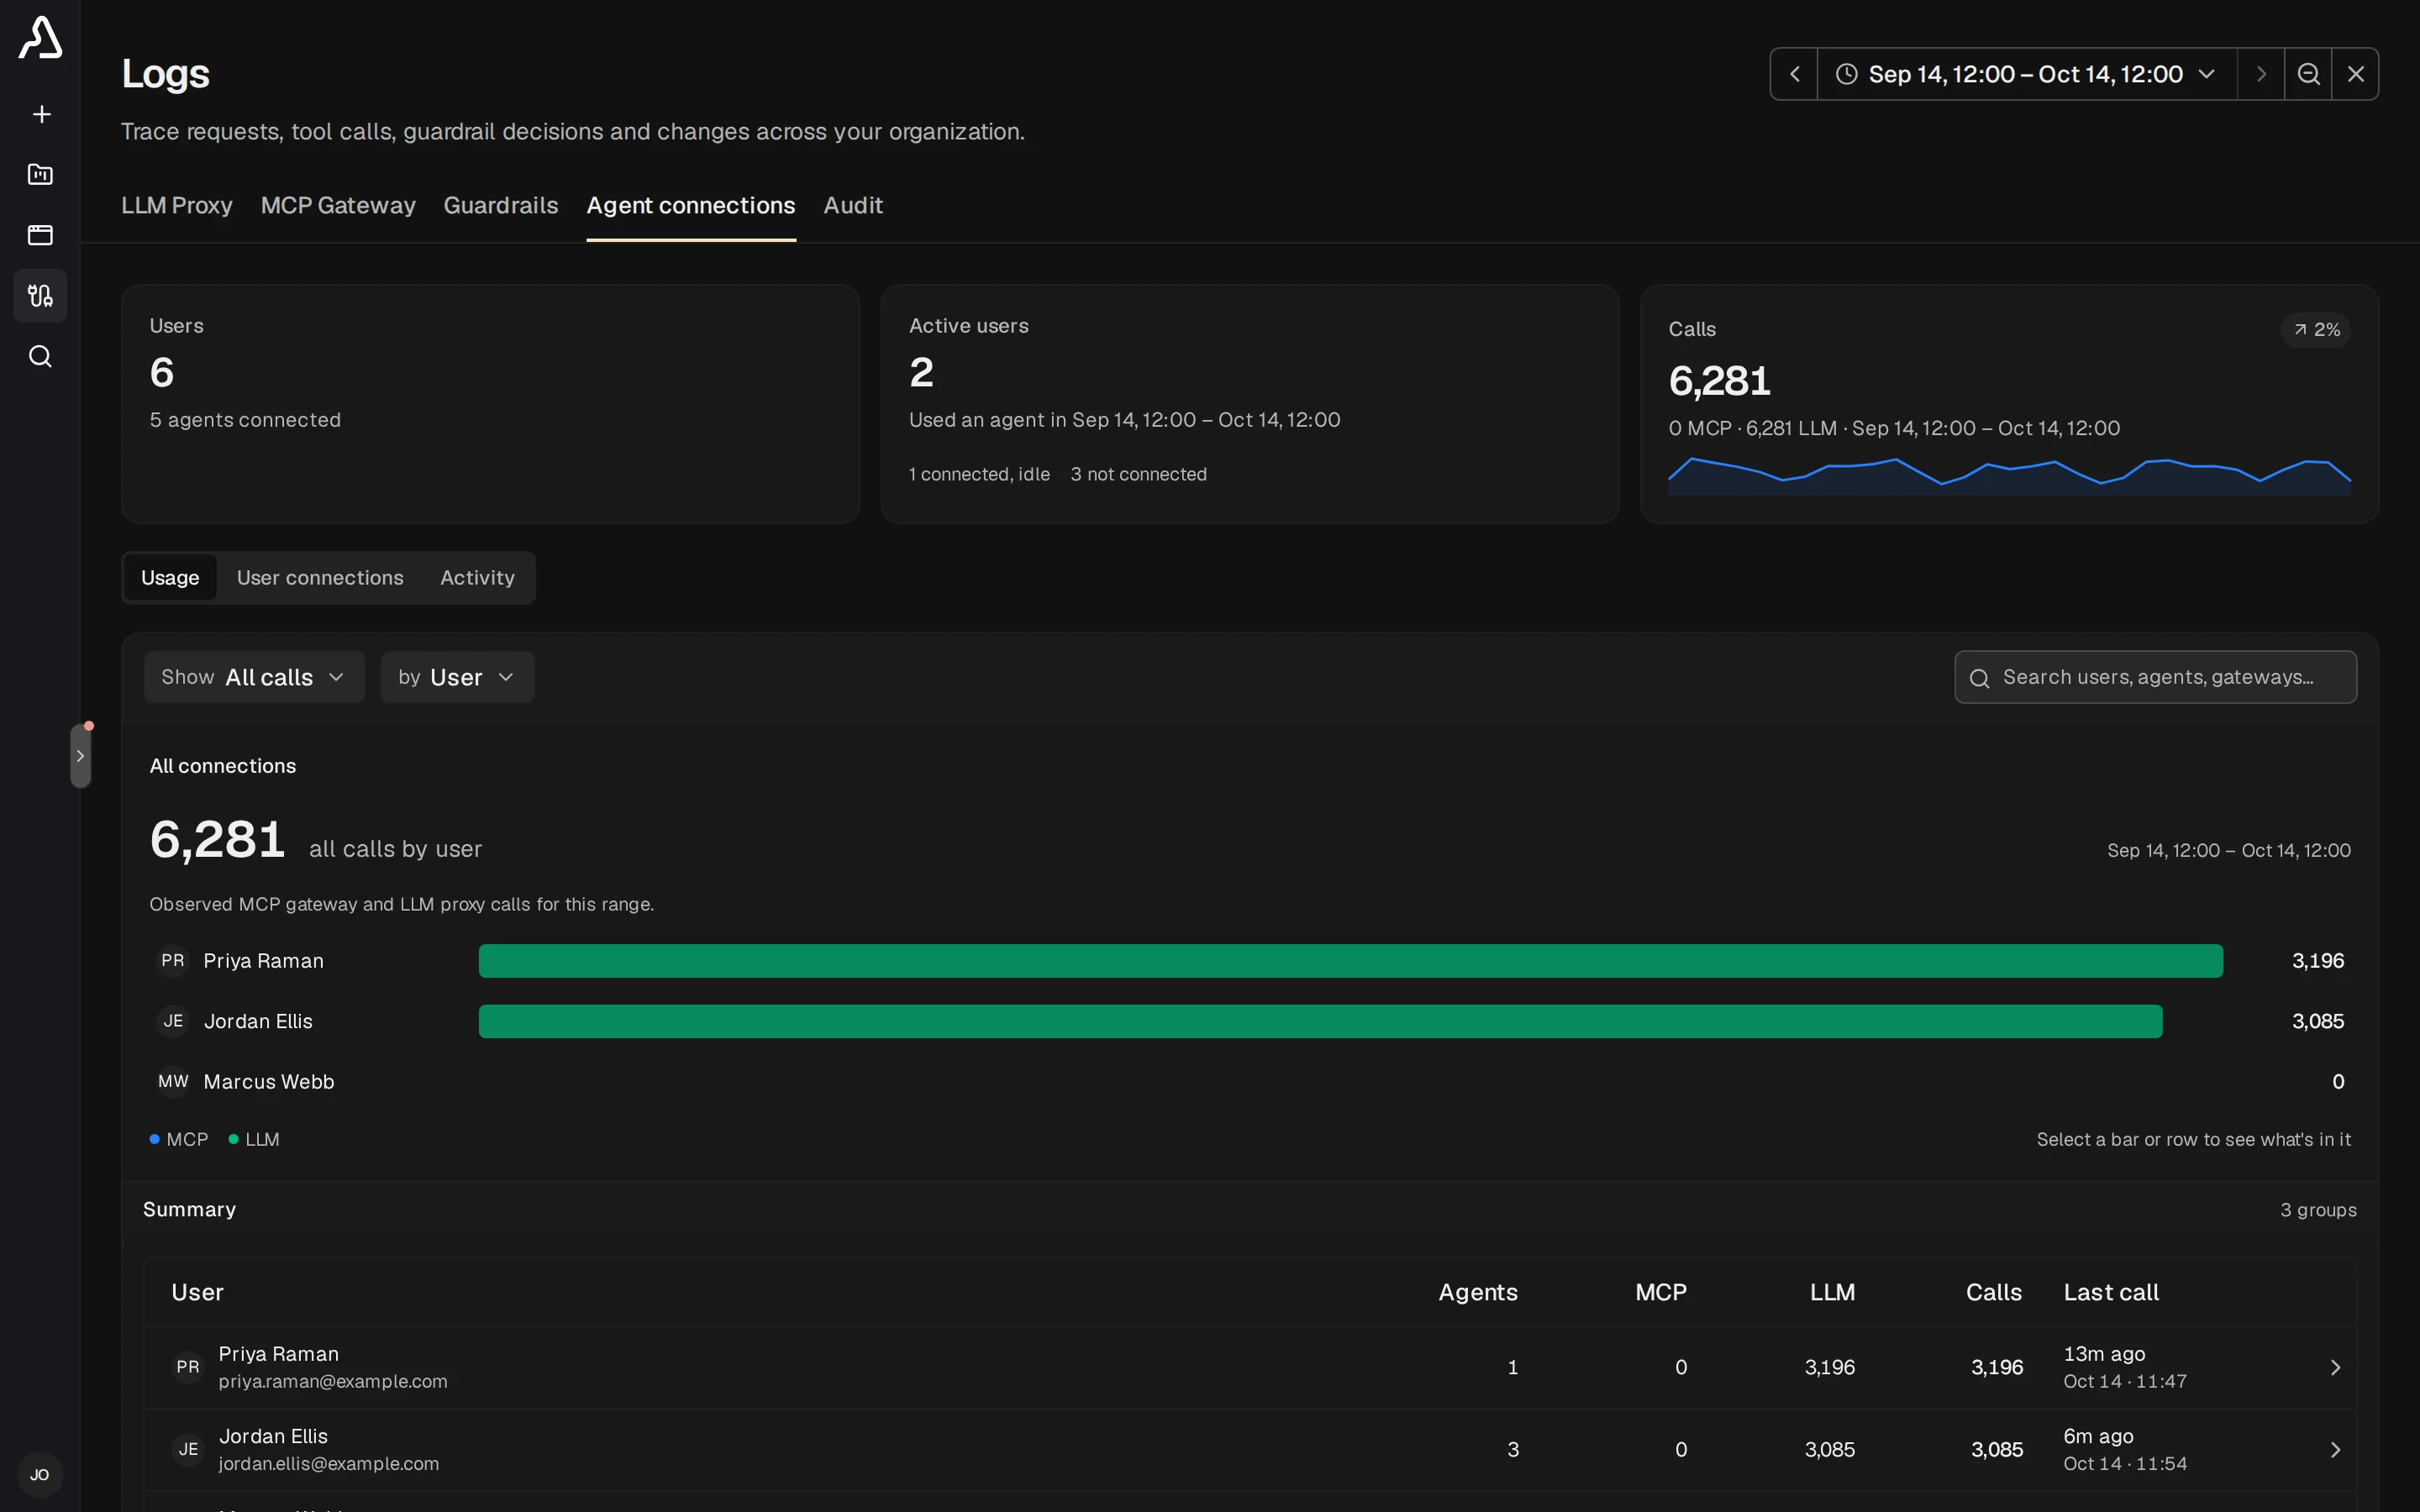 Logs
Sep 14, 12:00 – Oct 14, 12:00
Trace requests, tool calls, guardrail decisions and changes across your organization.
LLM Proxy MCP Gateway Guardrails Agent connections Audit
Users
6
5 agents connected
Active users
2
Used an agent in Sep 14, 12:00 – Oct 14, 12:00
1 connected, idle 3 not connected
Calls
2%
6,281
0 MCP · 6,281 LLM · Sep 14, 12:00 – Oct 14, 12:00
Usage User connections Activity
Show All calls by User
Search users, agents, gateways...
All connections
6,281 all calls by user
Sep 14, 12:00 – Oct 14, 12:00
Observed MCP gateway and LLM proxy calls for this range.
PR Priya Raman 3,196
JE Jordan Ellis 3,085
MW Marcus Webb 0
MCP LLM
Select a bar or row to see what's in it
Summary
3 groups
User Agents MCP LLM Calls Last call
PR Priya Raman 1 0 3,196 3,196 13m ago
priya.raman@example.com Oct 14 · 11:47
JE Jordan Ellis 3 0 3,085 3,085 6m ago
jordan.ellis@example.com Oct 14 · 11:54
JO